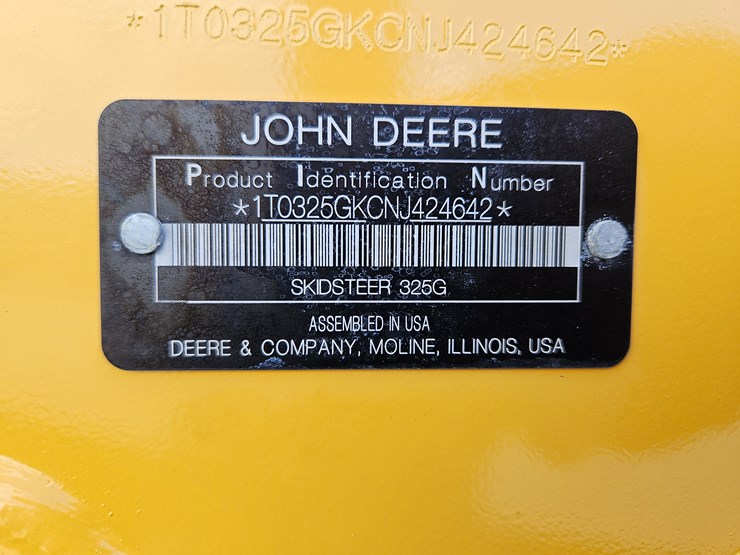 *1T0325GKCNJ424642*
JOHN DEERE
Product Identification Number
*1T0325GKCNJ424642*
SKIDSTEER 325G
ASSEMBLED IN USA
DEERE & COMPANY, MOLINE, ILLINOIS, USA